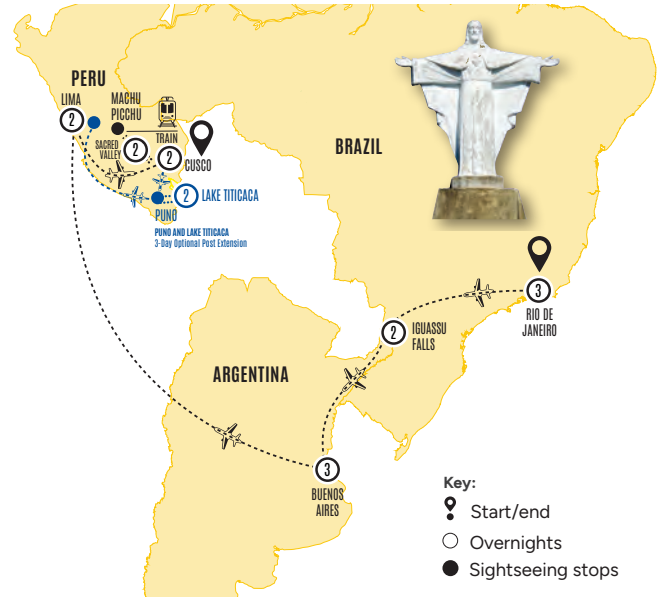 PERU
LIMA
2
MACHU
PICCHU
TRAIN
SACRED
VALLEY
2
2
CUSCO
2
LAKE TITICACA
PUNO
PUNO AND LAKE TITICACA
3-Day Optional Post Extension
BRAZIL
3
RIO DE
JANEIRO
2
IGUASSU
FALLS
ARGENTINA
3
BUENOS
AIRES
Key:
Start/end
Overnights
Sightseeing stops